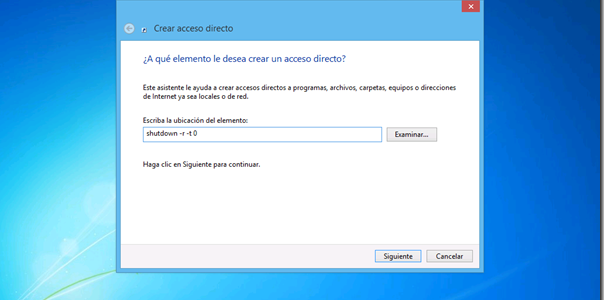 Crear acceso directo
¿A qué elemento le desea crear un acceso directo?
Este asistente le ayuda a crear accesos directos a programas, archivos, carpetas, equipos o direcciones
de Internet ya sea locales o de red.
Escriba la ubicación del elemento:
shutdown -r -t 0
Examinar...
Haga clic en Siguiente para continuar.
Siguiente
Cancelar